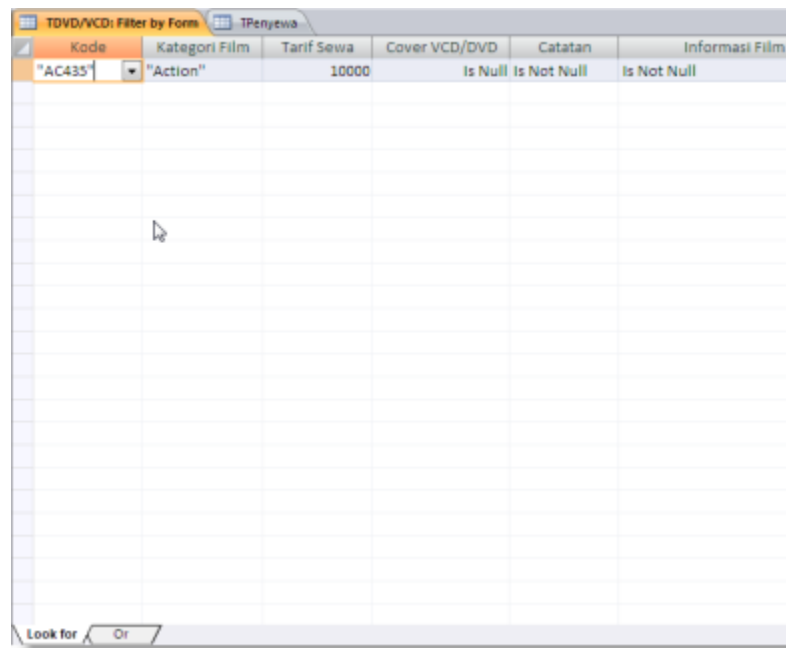 TDVD/VCD: Filter by Form TPenyewa
Kode Kategori Film Tarif Sewa Cover VCD/DVD Catatan Informasi Film
"AC435" "Action" 10000 Is Null Is Not Null Is Not Null
Look for Or